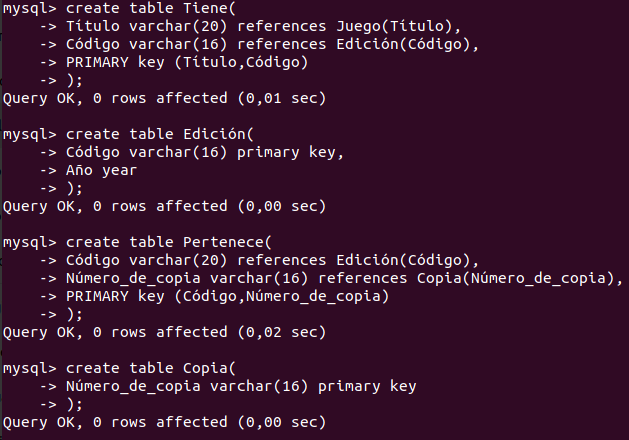 mysql> create table Tiene(
    -> Titulo varchar(20) references Juego(Titulo),
    -> Código varchar(16) references Edición(Código),
    -> PRIMARY key (Titulo,Código)
    -> );
Query OK, 0 rows affected (0,01 sec)
mysql> create table Edición(
    -> Código varchar(16) primary key,
    -> Año year
    -> );
Query OK, 0 rows affected (0,00 sec)
mysql> create table Pertenece(
    -> Código varchar(20) references Edición(Código),
    -> Número_de_copia varchar(16) references Copia(Número_de_copia),
    -> PRIMARY key (Código,Número_de_copia)
    -> );
Query OK, 0 rows affected (0,02 sec)
mysql> create table Copia(
    -> Número_de_copia varchar(16) primary key
    -> );
Query OK, 0 rows affected (0,00 sec)